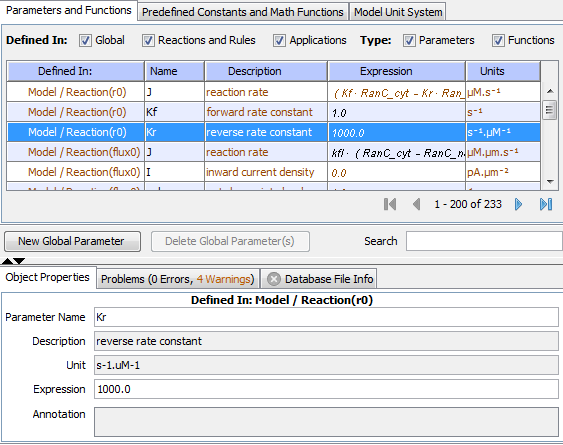 Parameters and Functions Predefined Constants and Math Functions Model Unit System
Defined In: Global Reactions and Rules Applications Type: Parameters Functions
Defined In: Name Description Expression Units
Model / Reaction(r0) J reaction rate ( Kf · RanC_cyt - Kr · Ran_ µM.s⁻¹
Model / Reaction(r0) Kf forward rate constant 1.0 s⁻¹
Model / Reaction(r0) Kr reverse rate constant 1000.0 s⁻¹.µM⁻¹
Model / Reaction(flux0) J reaction rate kfl · ( RanC_cyt - RanC_n µM.µm.s⁻¹
Model / Reaction(flux0) I inward current density 0.0 pA.µm⁻²
1 - 200 of 233
New Global Parameter Delete Global Parameter(s) Search
Object Properties Problems (0 Errors, 4 Warnings) Database File Info
Defined In: Model / Reaction(r0)
Parameter Name Kr
Description reverse rate constant
Unit s-1.uM-1
Expression 1000.0
Annotation